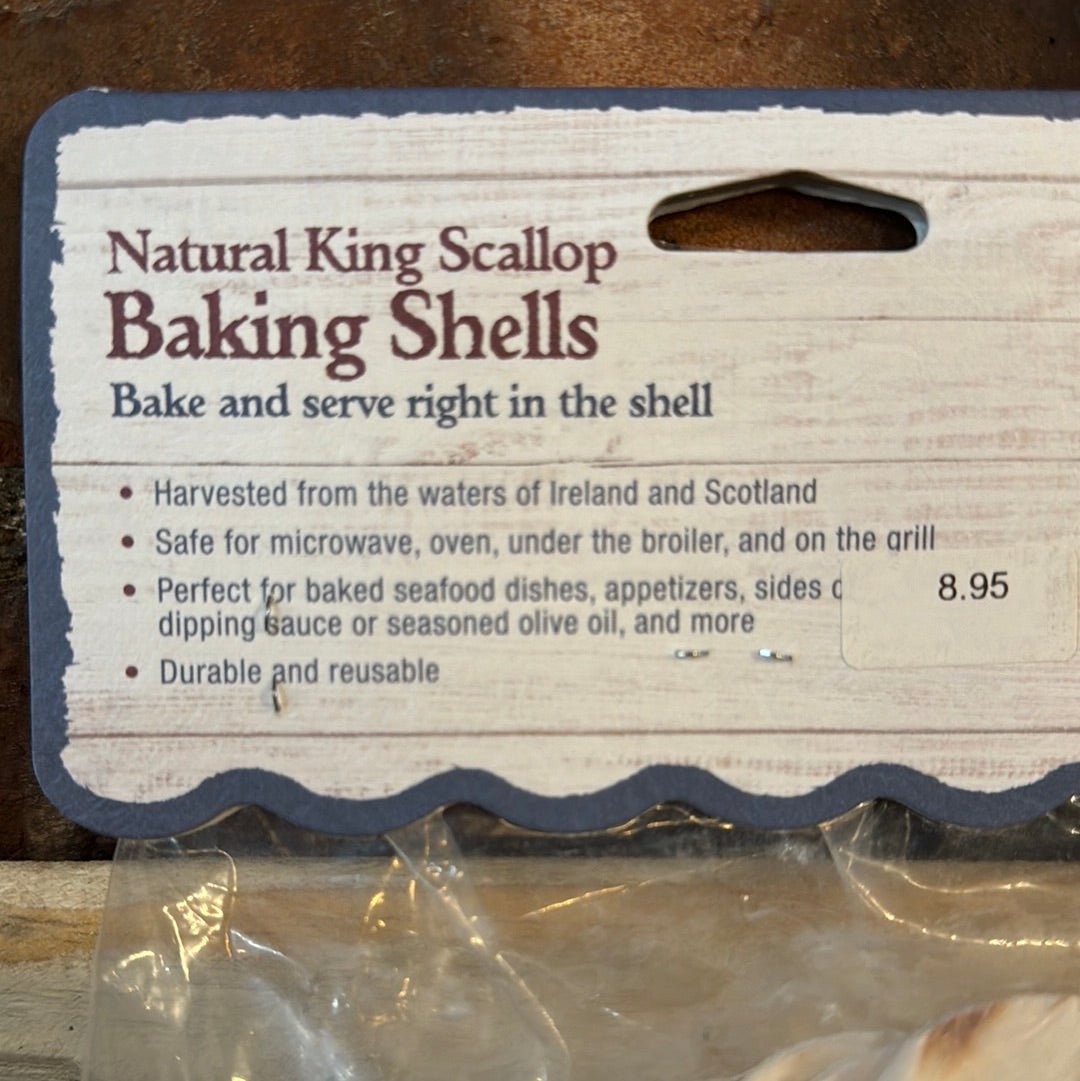 Natural King Scallop
Baking Shells
Bake and serve right in the shell
• Harvested from the waters of Ireland and Scotland
• Safe for microwave, oven, under the broiler, and on the grill
• Perfect for baked seafood dishes, appetizers, sides
8.95
dipping sauce or seasoned olive oil, and more
• Durable and reusable